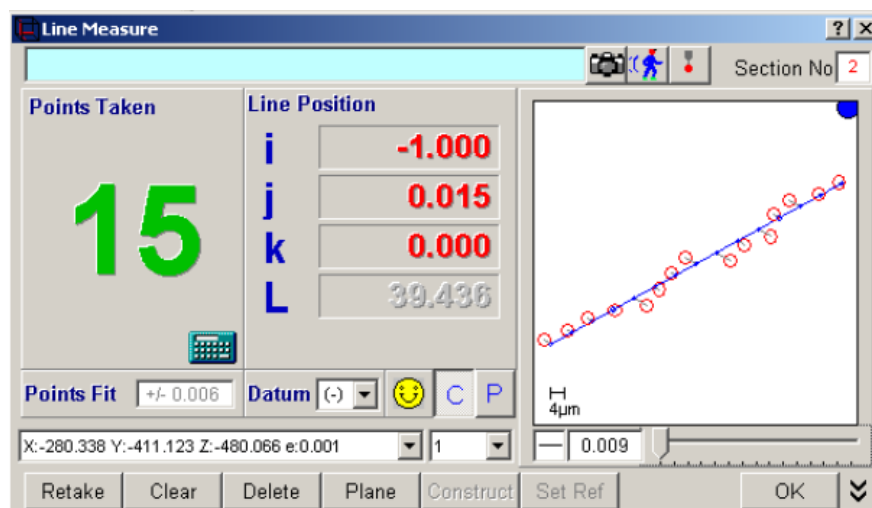 Line Measure
? X
Section No 2
Points Taken
15
Line Position
i -1.000
j 0.015
k 0.000
L 39.436
Points Fit +/- 0.006
Datum (-)
C P
4µm
X:-280.338 Y:-411.123 Z:-480.066 e:0.001
1
0.009
Retake Clear Delete Plane Construct Set Ref OK